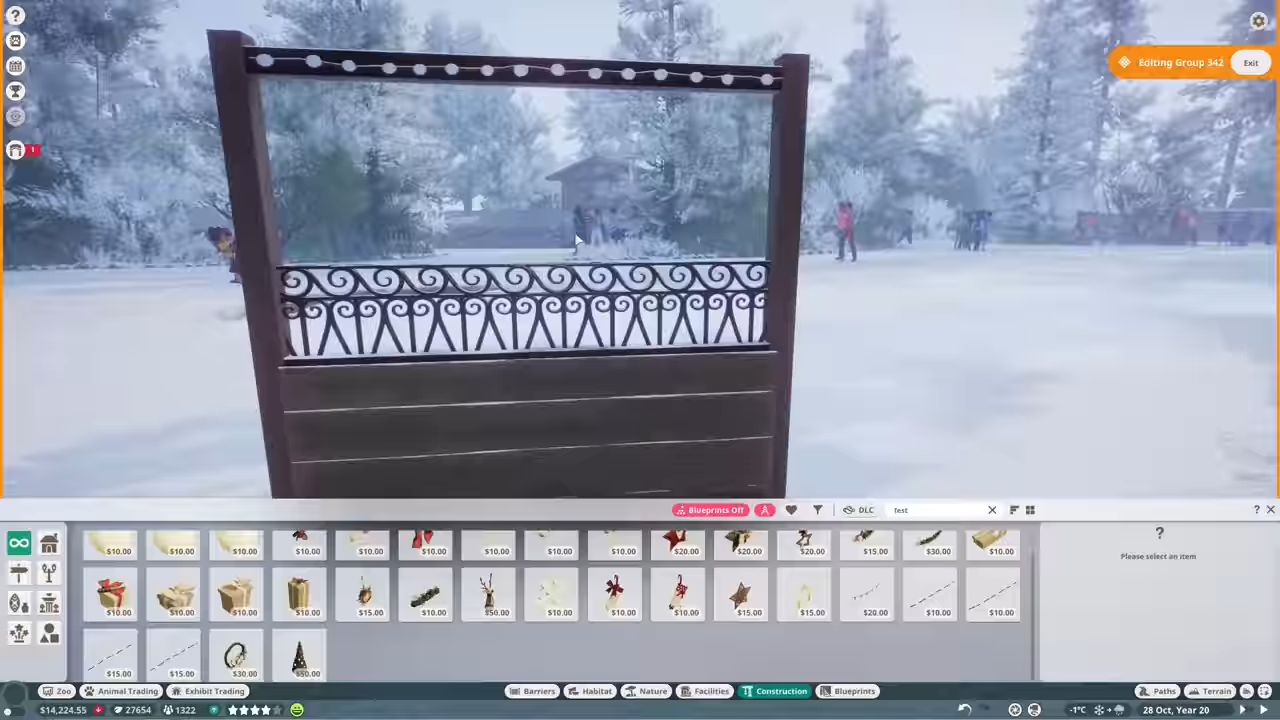 ?
Editing Group 342
Exit
1
Blueprints Off
DLC
fest
?
$10.00 $10.00 $10.00 $10.00 $10.00 $10.00 $10.00 $10.00 $10.00 $20.00 $20.00 $20.00 $15.00 $30.00 $10.00
$10.00 $10.00 $10.00 $10.00 $15.00 $10.00 $50.00 $10.00 $10.00 $10.00 $15.00 $15.00 $20.00 $10.00 $10.00
$15.00 $15.00 $30.00 $50.00
?
Please select an item
Zoo Animal Trading Exhibit Trading Barriers Habitat Nature Facilities Construction Blueprints Paths Terrain
$14,224.55 27654 1322 -1°C 28 Oct, Year 20